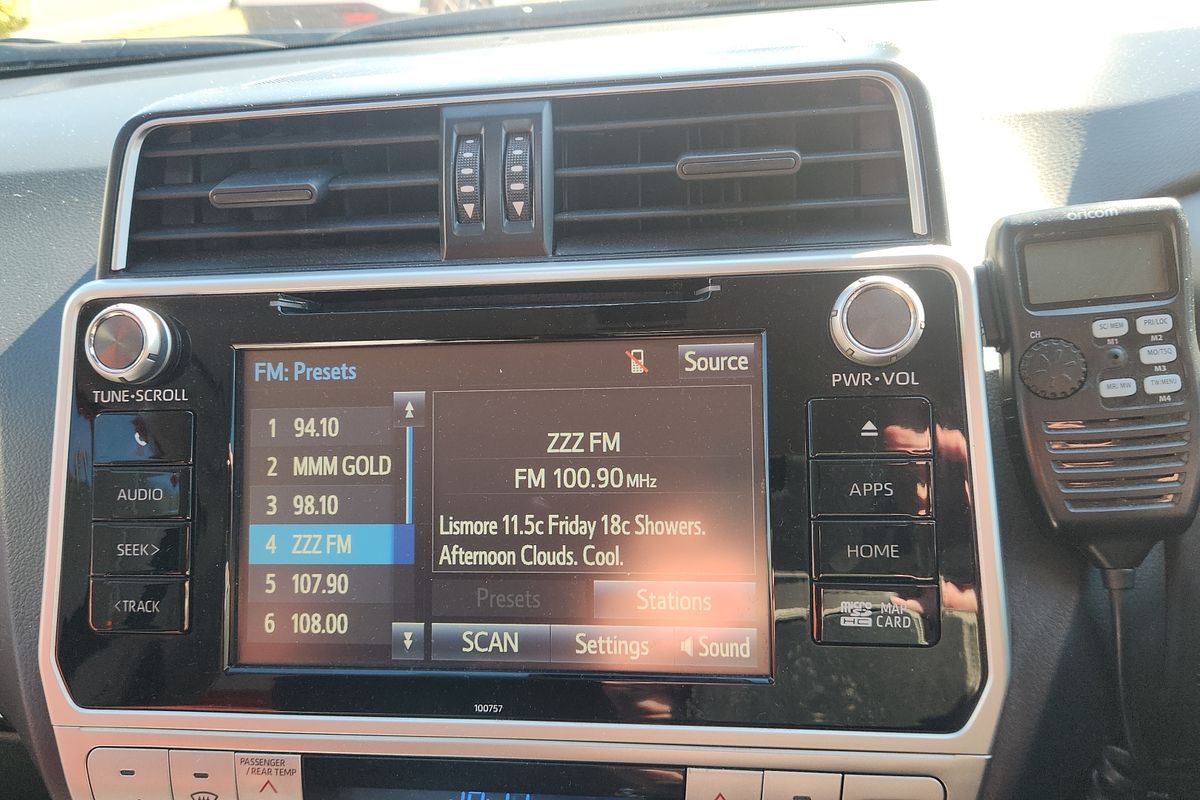 oricom
SC/ MEM
PRI/LOC
M1
M2
CH
MO/TSQ
M3
MR/ MW
TW/MENU
M4
TUNE•SCROLL
PWR•VOL
FM: Presets
Source
1 94.10
2 MMM GOLD
3 98.10
4 ZZZ FM
5 107.90
6 108.00
ZZZ FM
FM 100.90 MHz
Lismore 11.5c Friday 18c Showers.
Afternoon Clouds. Cool.
Presets
Stations
SCAN
Settings
Sound
AUDIO
SEEK>
<TRACK
APPS
HOME
micro SD HC
MAP
CARD
100757
PASSENGER
/REAR TEMP